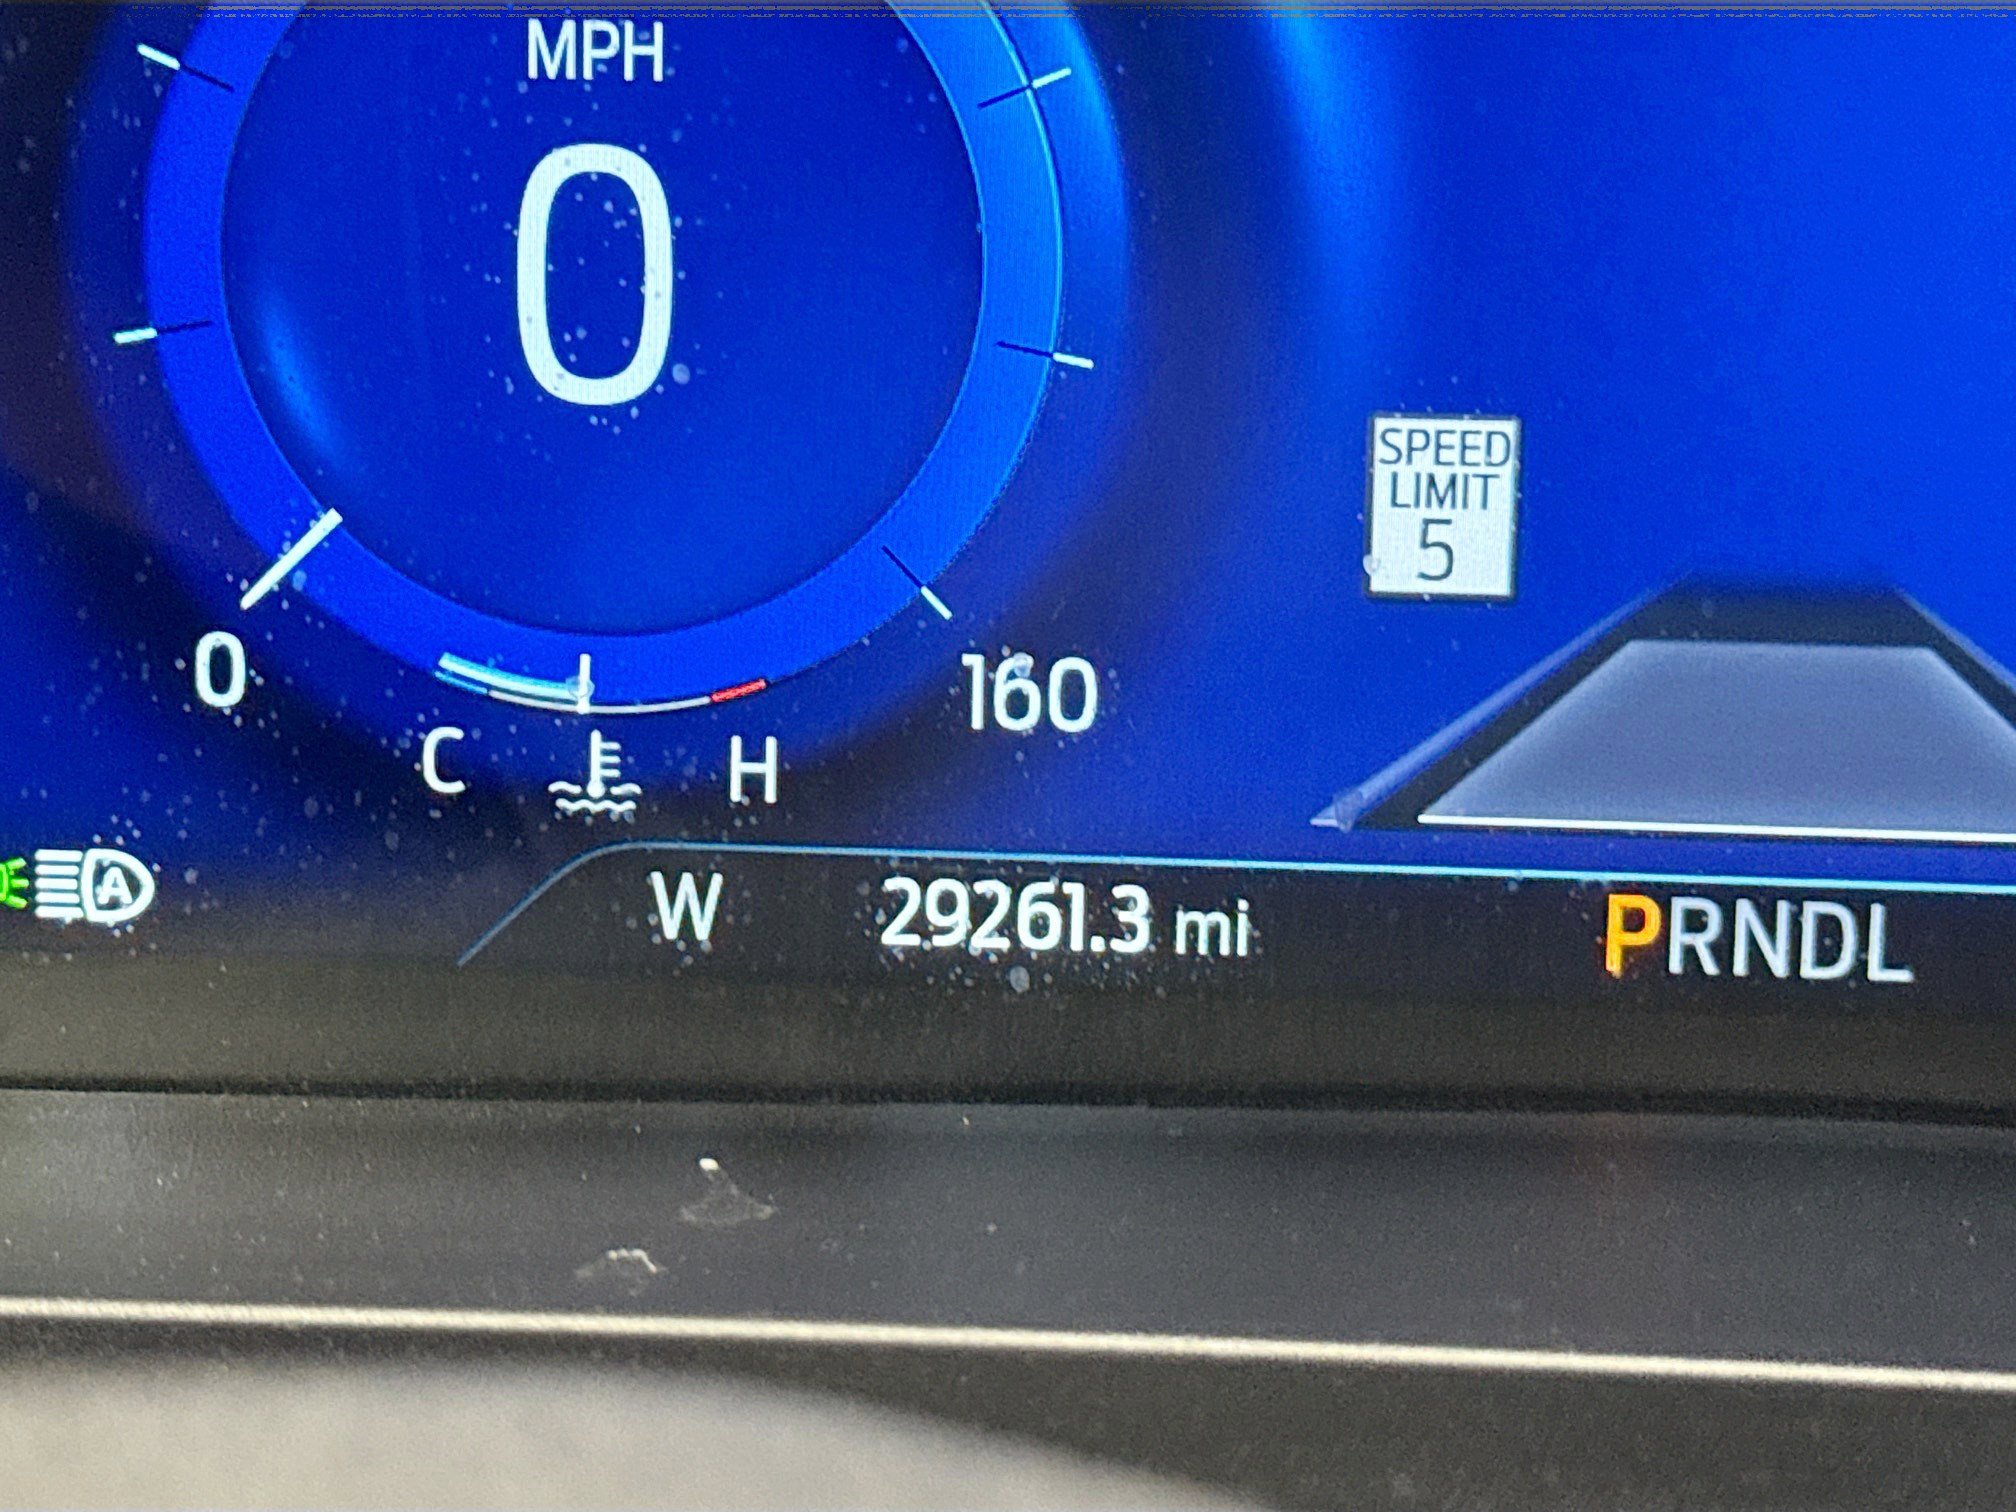 MPH
0
SPEED
LIMIT
5
0
160
C
H
A
W 29261.3 mi PRNDL